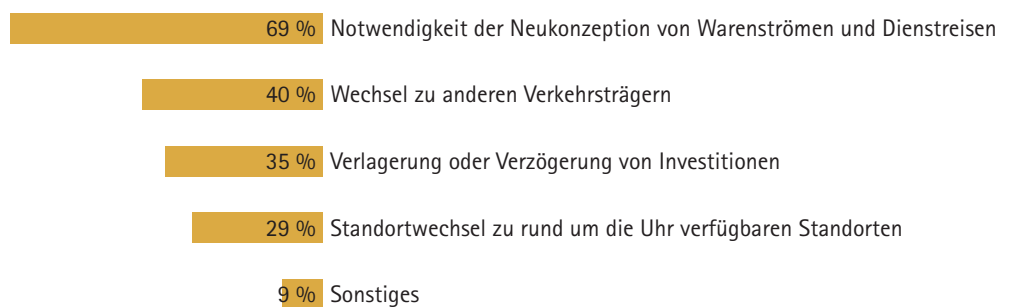 69 % Notwendigkeit der Neukonzeption von Warenströmen und Dienstreisen
40 % Wechsel zu anderen Verkehrsträgern
35 % Verlagerung oder Verzögerung von Investitionen
29 % Standortwechsel zu rund um die Uhr verfügbaren Standorten
9 % Sonstiges